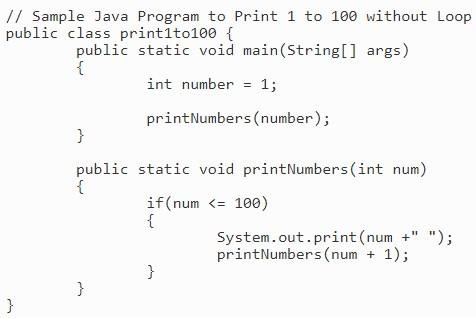 // Sample Java Program to Print 1 to 100 without Loop
public class print1to100 {
        public static void main(String[] args)
        {
                int number = 1;

                printNumbers(number);
        }

        public static void printNumbers(int num)
        {
                if(num <= 100)
                {
                        System.out.print(num +" ");
                        printNumbers(num + 1);
                }
        }
}